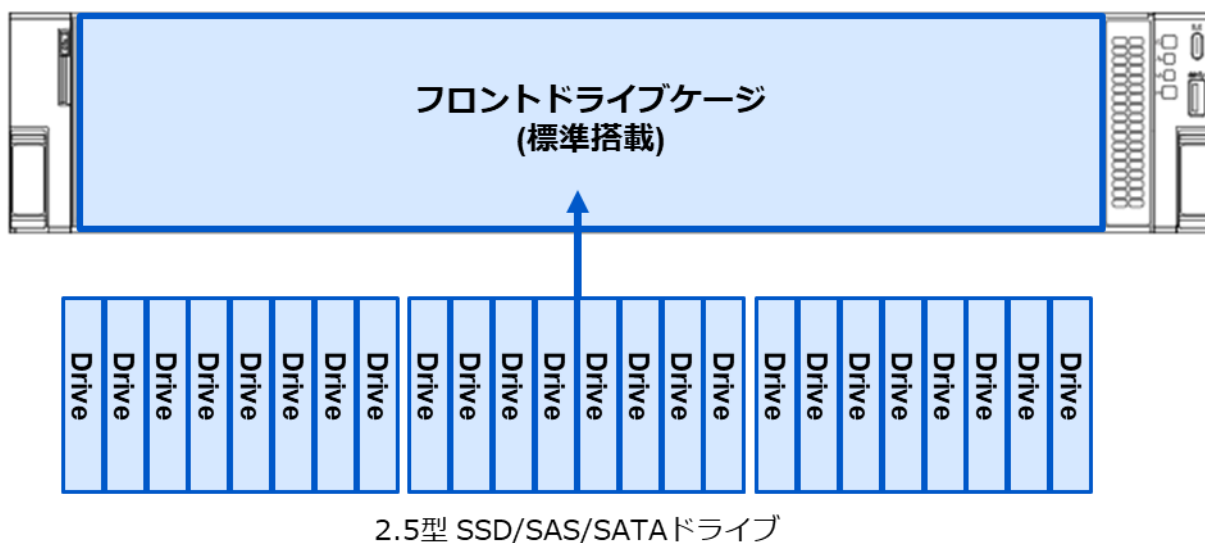 フロントドライブケージ
(標準搭載)
Drive Drive Drive Drive Drive Drive Drive Drive Drive Drive Drive Drive Drive Drive Drive Drive Drive Drive Drive Drive Drive Drive Drive Drive
2.5型 SSD/SAS/SATAドライブ